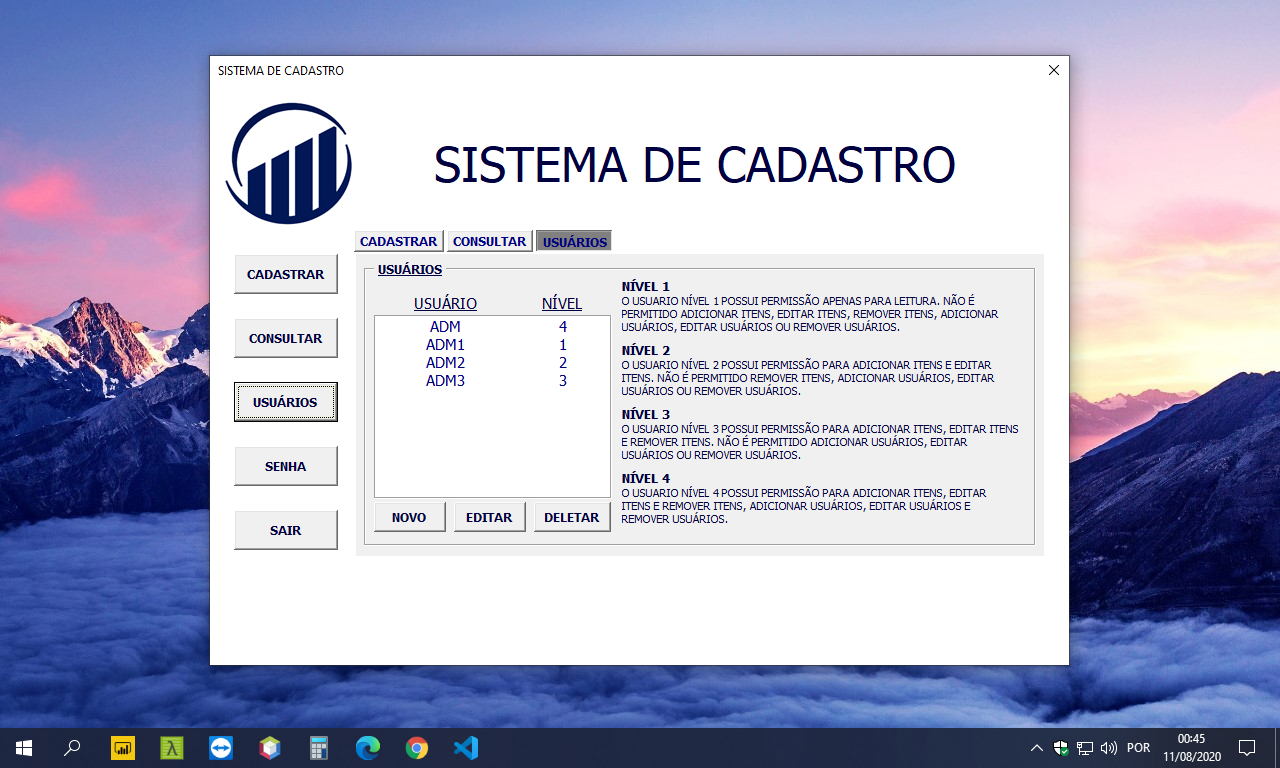 SISTEMA DE CADASTRO
SISTEMA DE CADASTRO
CADASTRAR CONSULTAR USUÁRIOS
CADASTRAR
CONSULTAR
USUÁRIOS
SENHA
SAIR
USUÁRIOS
USUÁRIO NÍVEL
ADM 4
ADM1 1
ADM2 2
ADM3 3
NOVO EDITAR DELETAR
NÍVEL 1
O USUARIO NÍVEL 1 POSSUI PERMISSÃO APENAS PARA LEITURA. NÃO É
PERMITIDO ADICIONAR ITENS, EDITAR ITENS, REMOVER ITENS, ADICIONAR
USUÁRIOS, EDITAR USUÁRIOS OU REMOVER USUÁRIOS.
NÍVEL 2
O USUARIO NÍVEL 2 POSSUI PERMISSÃO PARA ADICIONAR ITENS E EDITAR
ITENS. NÃO É PERMITIDO REMOVER ITENS, ADICIONAR USUÁRIOS, EDITAR
USUÁRIOS OU REMOVER USUÁRIOS.
NÍVEL 3
O USUARIO NÍVEL 3 POSSUI PERMISSÃO PARA ADICIONAR ITENS, EDITAR ITENS
E REMOVER ITENS. NÃO É PERMITIDO ADICIONAR USUÁRIOS, EDITAR
USUÁRIOS OU REMOVER USUÁRIOS.
NÍVEL 4
O USUARIO NÍVEL 4 POSSUI PERMISSÃO PARA ADICIONAR ITENS, EDITAR
ITENS E REMOVER ITENS, ADICIONAR USUÁRIOS, EDITAR USUÁRIOS E
REMOVER USUÁRIOS.
POR
00:45
11/08/2020